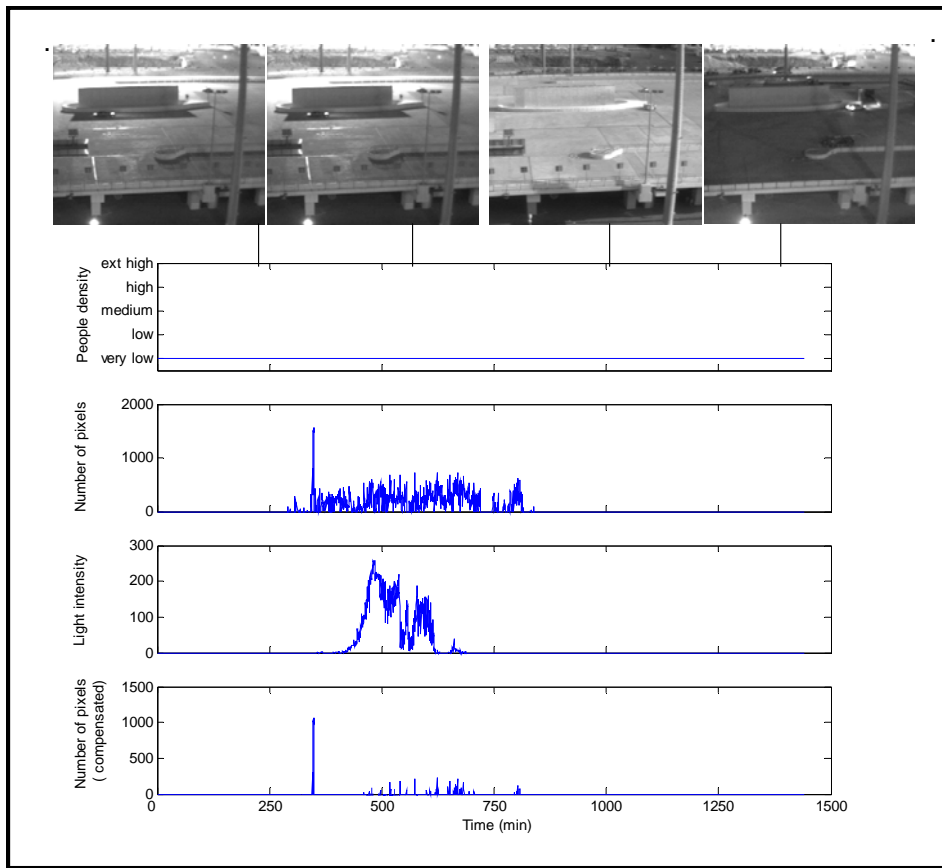 ext high
high
medium
low
very low
People density
2000
1000
0
Number of pixels
300
200
100
0
Light intensity
1500
1000
500
0
Number of pixels
( compensated)
0 250 500 750 1000 1250 1500
Time (min)